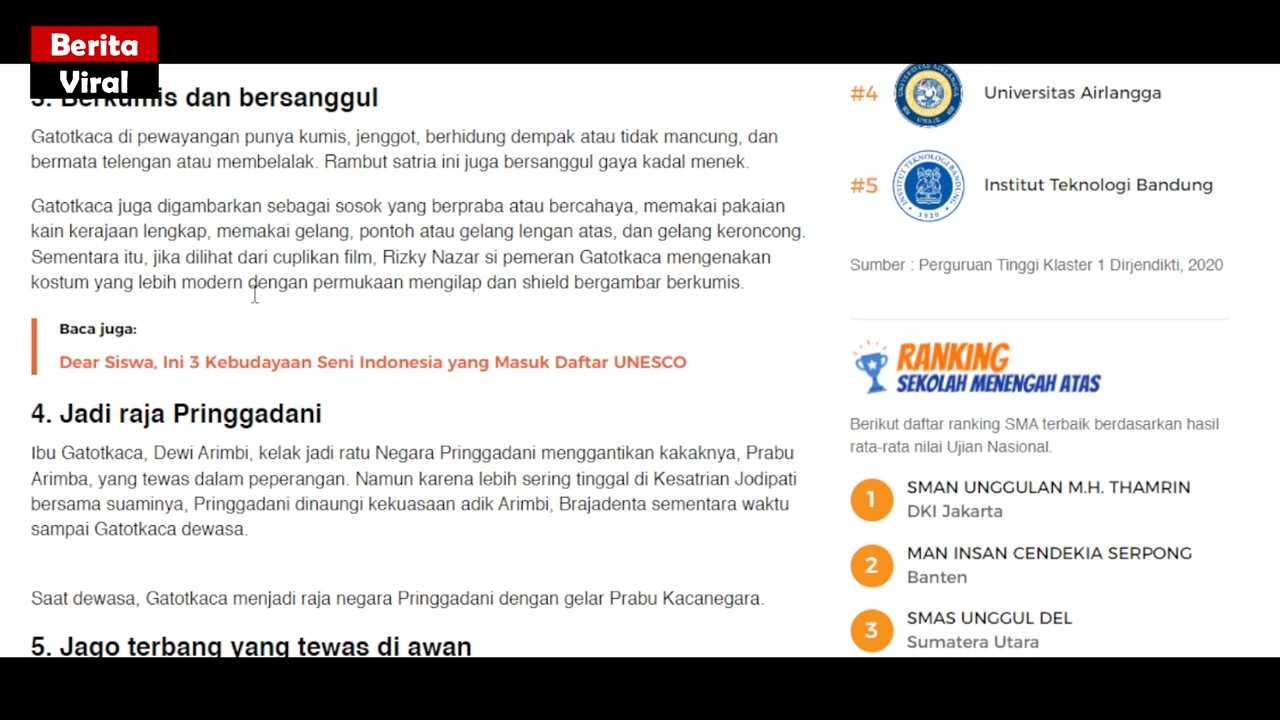 Berita
Viral
3. Berkumis dan bersanggul
Gatotkaca di pewayangan punya kumis, jenggot, berhidung dempak atau tidak mancung, dan
bermata telengan atau membelalak. Rambut satria ini juga bersanggul gaya kadal menek.
Gatotkaca juga digambarkan sebagai sosok yang berpraba atau bercahaya, memakai pakaian
kain kerajaan lengkap, memakai gelang, pontoh atau gelang lengan atas, dan gelang keroncong.
Sementara itu, jika dilihat dari cuplikan film, Rizky Nazar si pemeran Gatotkaca mengenakan
kostum yang lebih modern dengan permukaan mengilap dan shield bergambar berkumis.
Baca juga:
Dear Siswa, Ini 3 Kebudayaan Seni Indonesia yang Masuk Daftar UNESCO
4. Jadi raja Pringgadani
Ibu Gatotkaca, Dewi Arimbi, kelak jadi ratu Negara Pringgadani menggantikan kakaknya, Prabu
Arimba, yang tewas dalam peperangan. Namun karena lebih sering tinggal di Kesatrian Jodipati
bersama suaminya, Pringgadani dinaungi kekuasaan adik Arimbi, Brajadenta sementara waktu
sampai Gatotkaca dewasa.
Saat dewasa, Gatotkaca menjadi raja negara Pringgadani dengan gelar Prabu Kacanegara.
5. Jago terbang yang tewas di awan
#4
UNIVERSITAS AIRLANGGA
UNAIR
Universitas Airlangga
#5
INSTITUT TEKNOLOGI BANDUNG
1920
Institut Teknologi Bandung
Sumber : Perguruan Tinggi Klaster 1 Dirjendikti, 2020
RANKING
SEKOLAH MENENGAH ATAS
Berikut daftar ranking SMA terbaik berdasarkan hasil
rata-rata nilai Ujian Nasional.
1
SMAN UNGGULAN M.H. THAMRIN
DKI Jakarta
2
MAN INSAN CENDEKIA SERPONG
Banten
3
SMAS UNGGUL DEL
Sumatera Utara